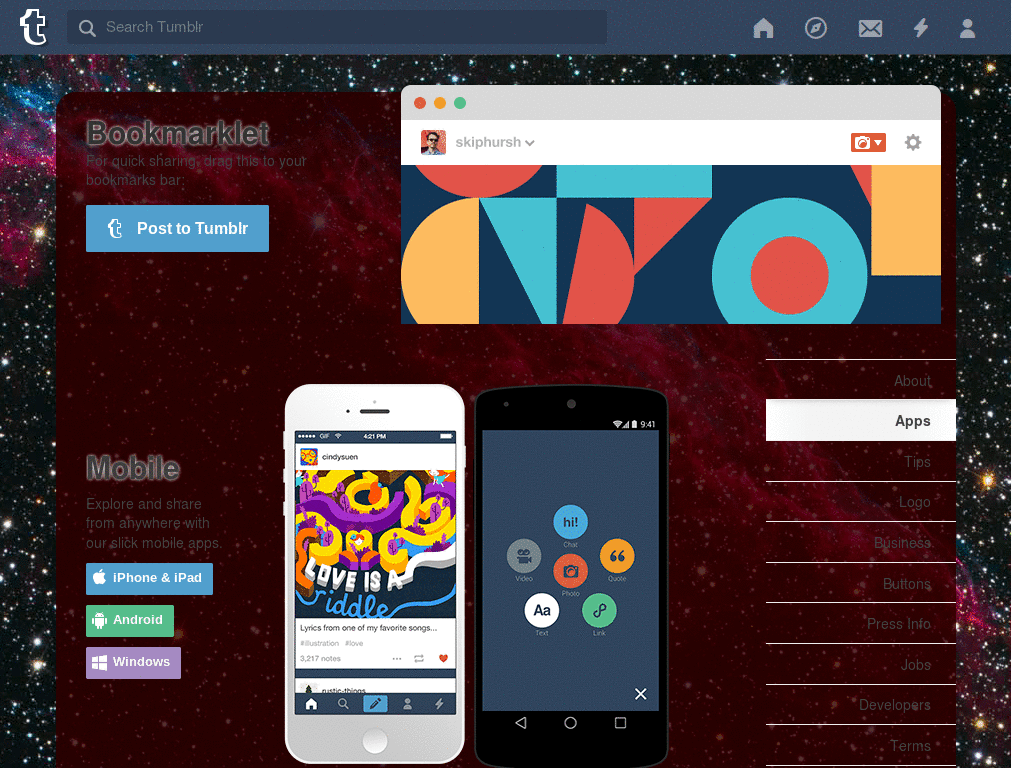 Search Tumblr
Bookmarklet
For quick sharing, drag this to your
bookmarks bar:
Post to Tumblr
skiphursh
Mobile
Explore and share
from anywhere with
our slick mobile apps.
iPhone & iPad
Android
Windows
GIF
4:21 PM
cindysuen
LOVE IS A
riddle
Lyrics from one of my favorite songs...
#illustration #love
3,217 notes
rustic-things
9:41
hi!
Chat
Video
Quote
Photo
Aa
Text
Link
About
Apps
Tips
Logo
Business
Buttons
Press Info
Jobs
Developers
Terms